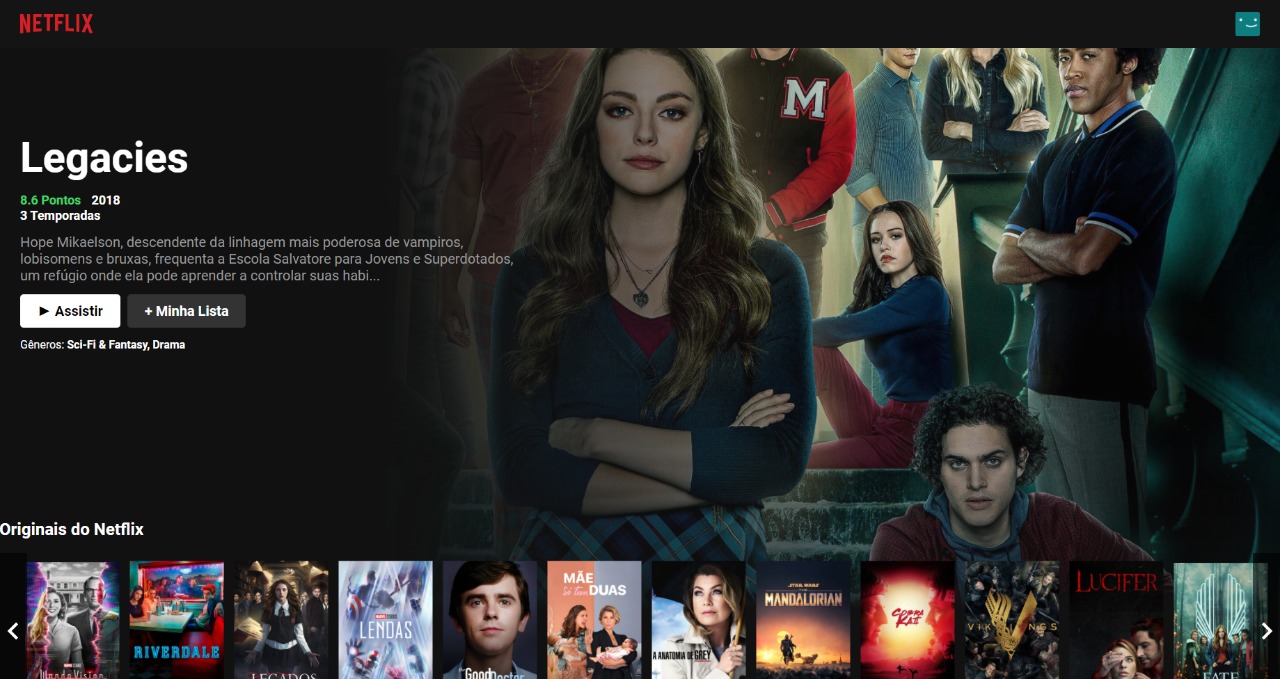 NETFLIX
M
Legacies
8.6 Pontos 2018
3 Temporadas
Hope Mikaelson, descendente da linhagem mais poderosa de vampiros,
lobisomens e bruxas, frequenta a Escola Salvatore para Jovens e Superdotados,
um refúgio onde ela pode aprender a controlar suas habi...
► Assistir
+ Minha Lista
Gêneros: Sci-Fi & Fantasy, Drama
Originais do Netflix
WandaVision
RIVERDALE
LEGADOS
LENDAS
Good Doctor
MÃE
só tem DUAS
A ANATOMIA DE GREY
STAR WARS
THE
MANDALORIAN
COBRA
KAI
VIKINGS
LUCIFER
FATE